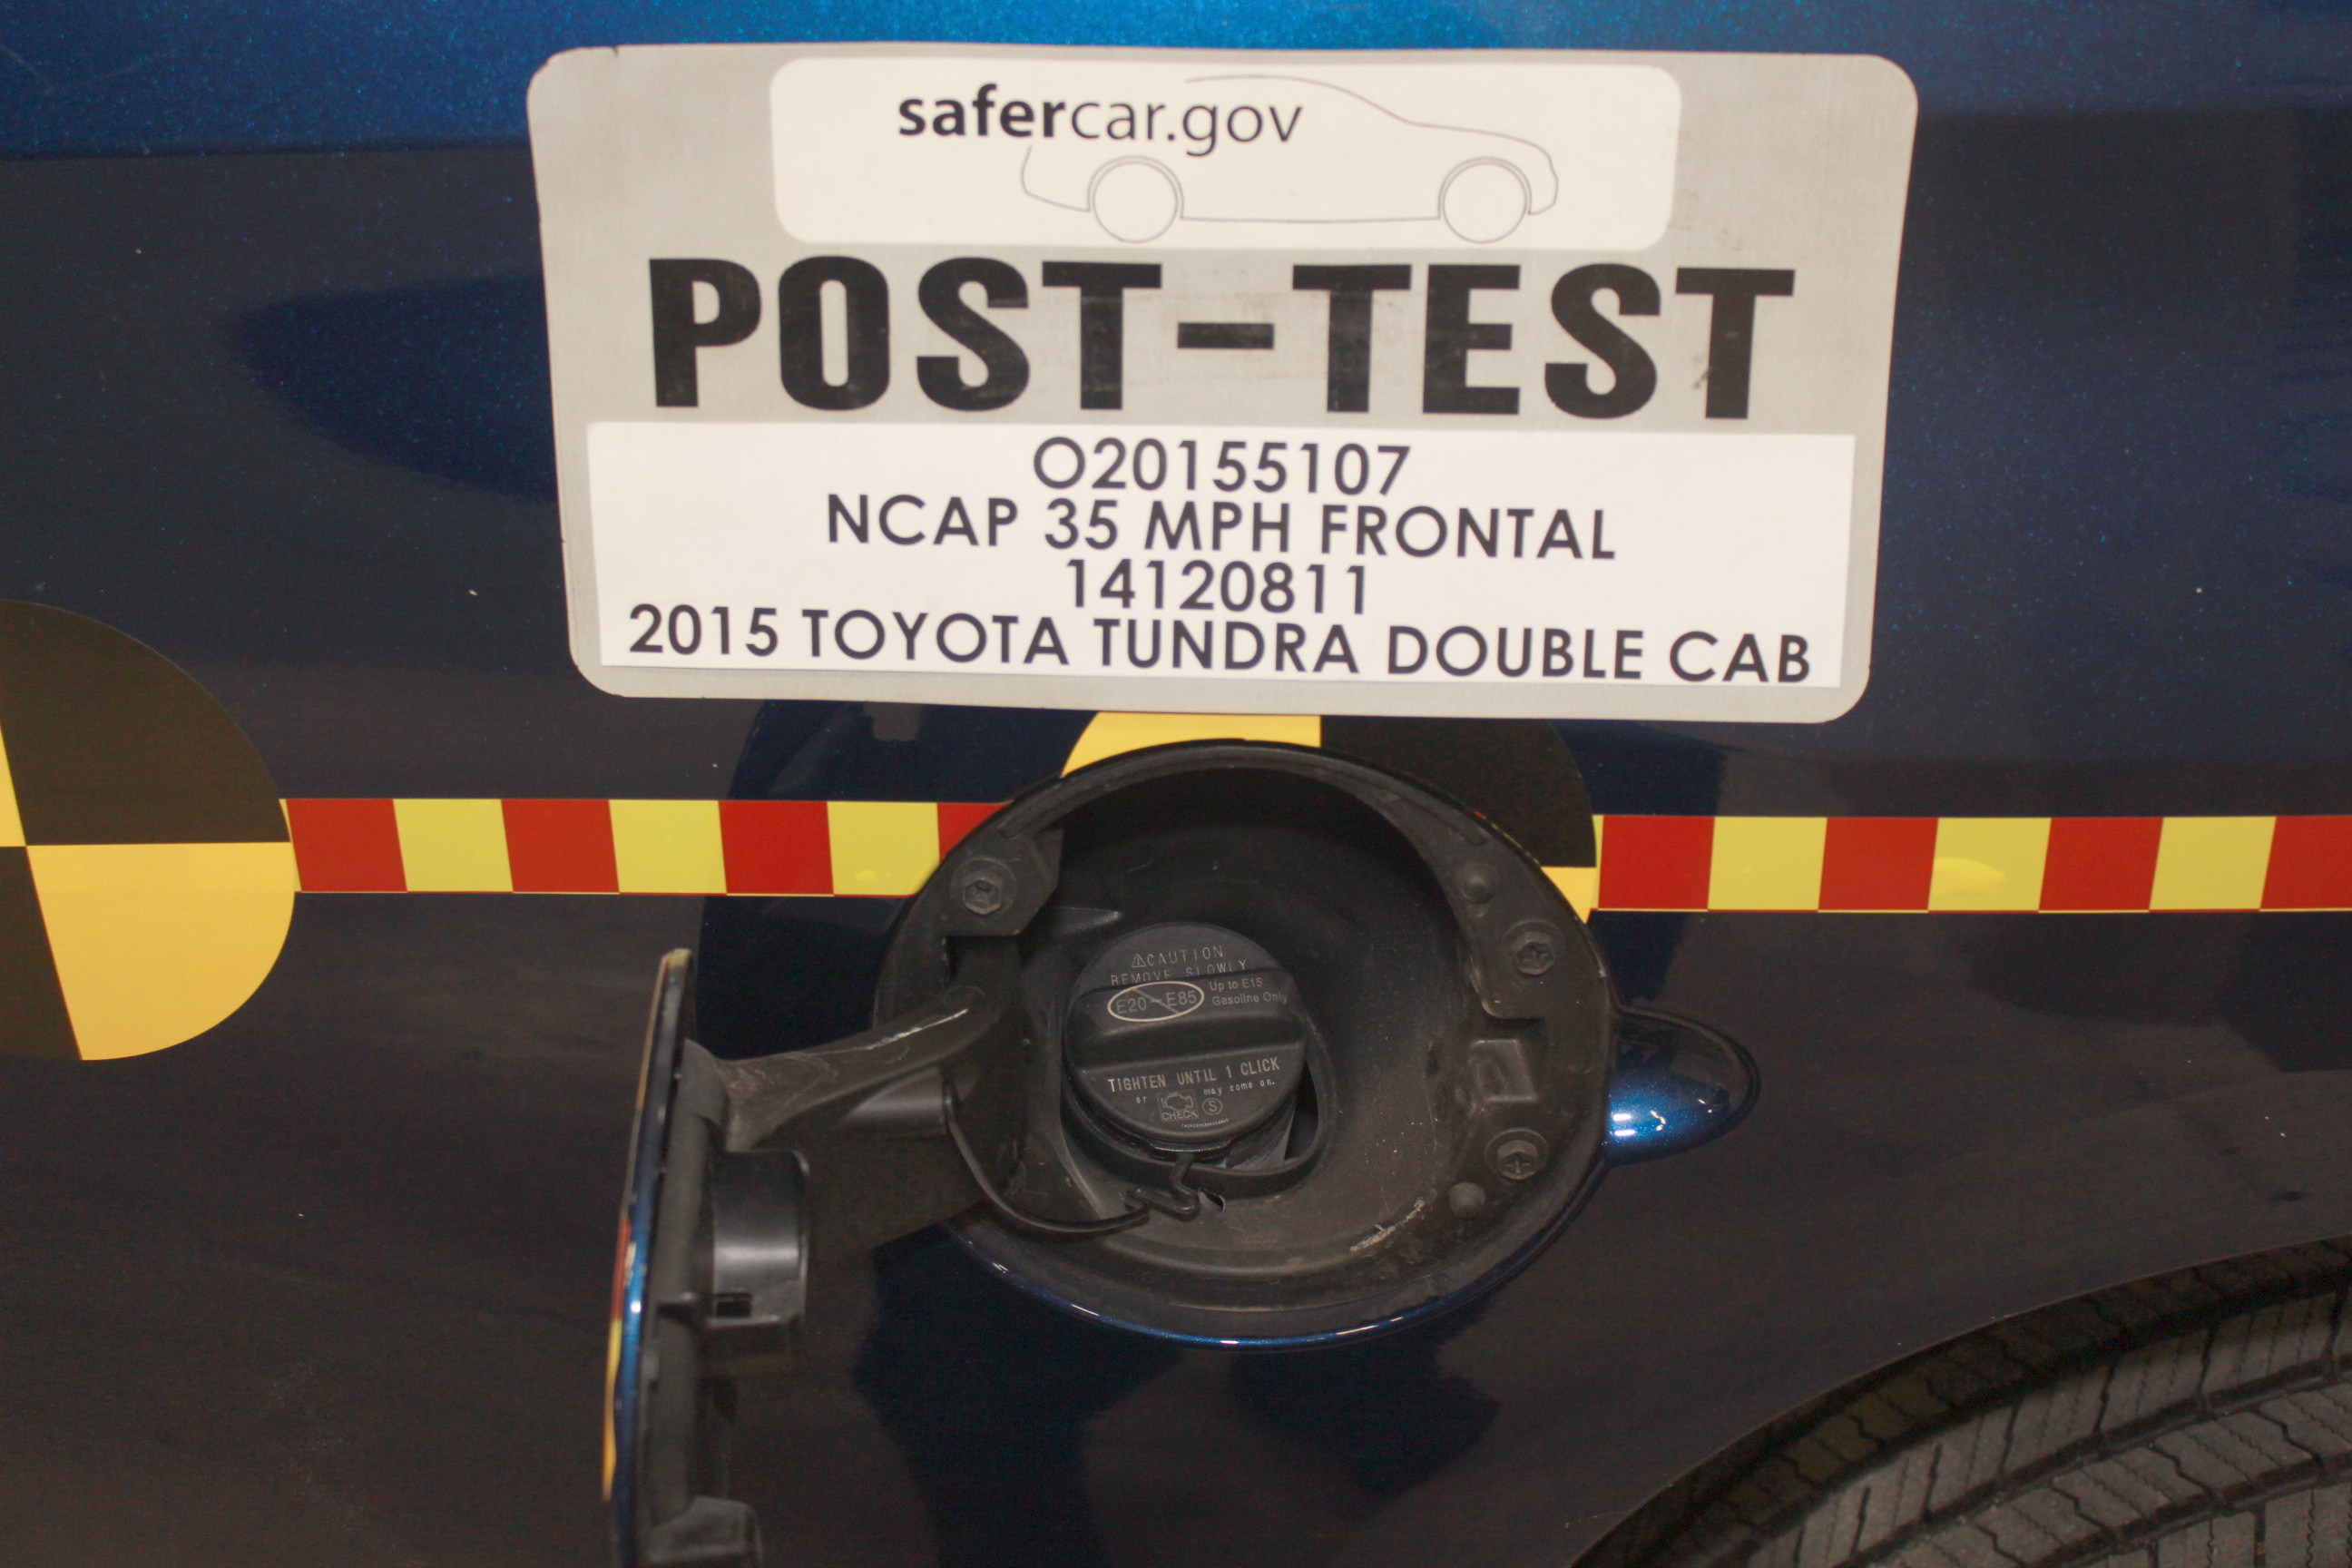 safercar.gov
POST-TEST
O20155107
NCAP 35 MPH FRONTAL
14120811
2015 TOYOTA TUNDRA DOUBLE CAB
⚠CAUTION
REMOVE SLOWLY
E20-E85 Up to E15
Gasoline Only
TIGHTEN UNTIL 1 CLICK
or CHECK may come on.
S